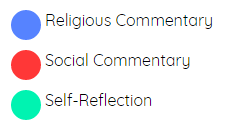 Religious Commentary
Social Commentary
Self-Reflection